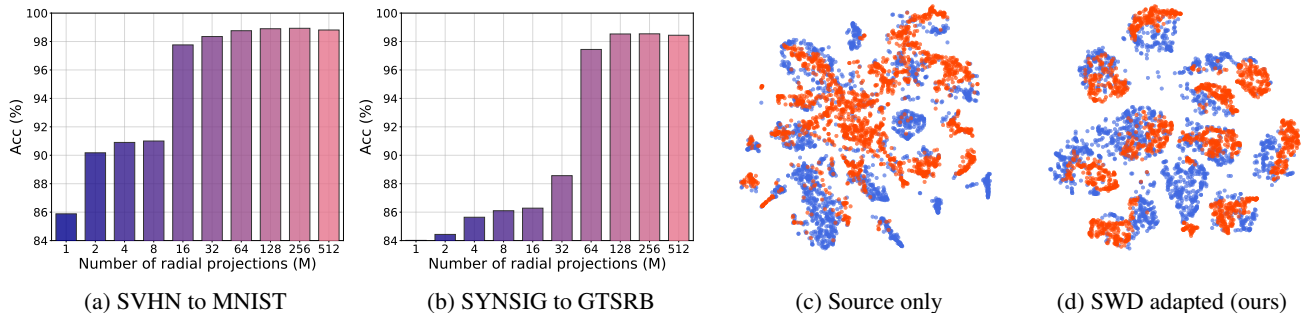 100
98
96
94
92
90
88
86
84
Acc (%)
1 2 4 8 16 32 64 128 256 512
Number of radial projections (M)
(a) SVHN to MNIST
100
98
96
94
92
90
88
86
84
Acc (%)
1 2 4 8 16 32 64 128 256 512
Number of radial projections (M)
(b) SYNSIG to GTSRB
(c) Source only
(d) SWD adapted (ours)